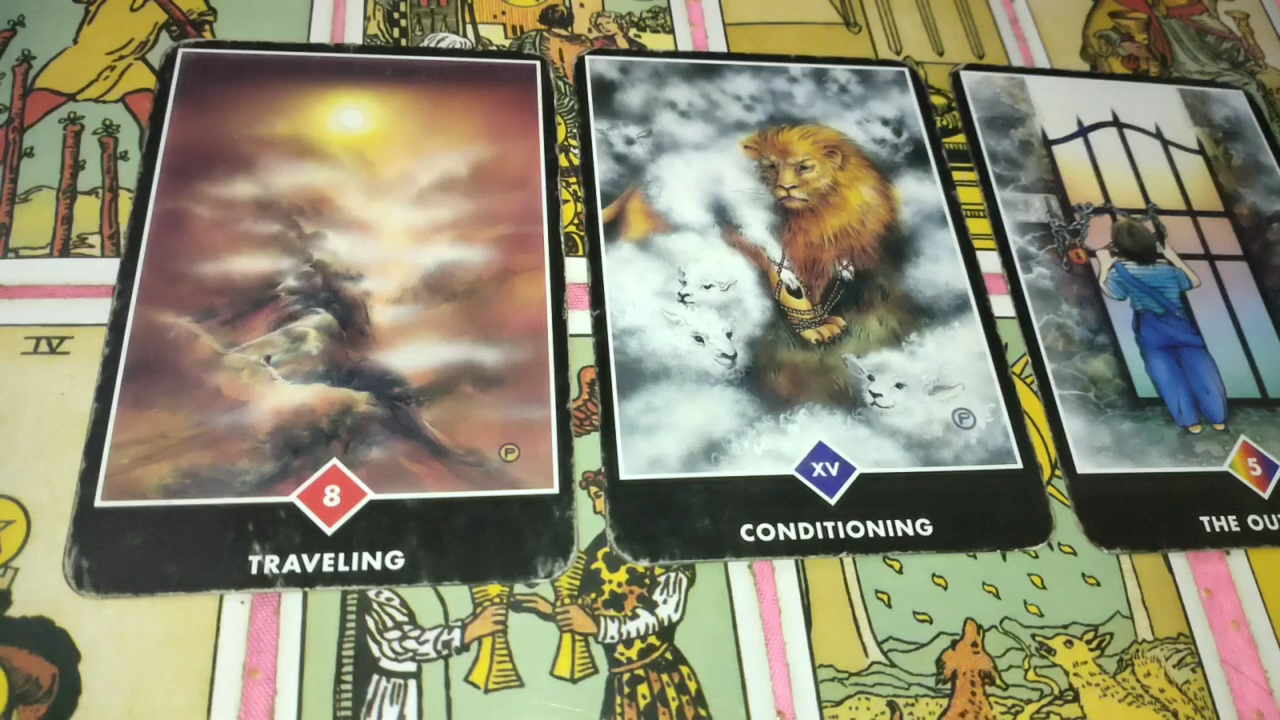 IV
8
TRAVELING
P
XV
CONDITIONING
P
5
THE OU